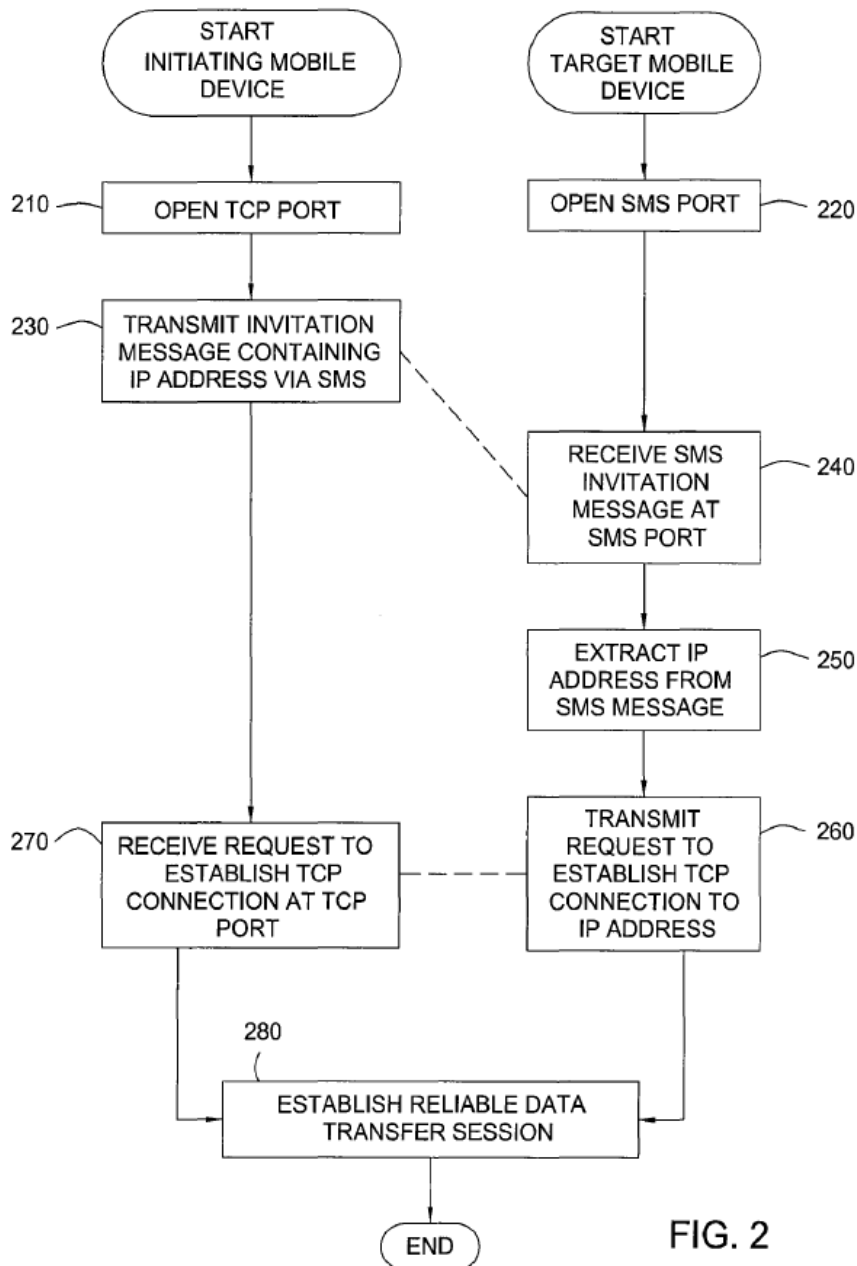 START
INITIATING MOBILE
DEVICE
START
TARGET MOBILE
DEVICE
210
OPEN TCP PORT
OPEN SMS PORT
220
230
TRANSMIT INVITATION
MESSAGE CONTAINING
IP ADDRESS VIA SMS
RECEIVE SMS
INVITATION
MESSAGE AT
SMS PORT
240
EXTRACT IP
ADDRESS FROM
SMS MESSAGE
250
270
RECEIVE REQUEST TO
ESTABLISH TCP
CONNECTION AT TCP
PORT
TRANSMIT
REQUEST TO
ESTABLISH TCP
CONNECTION TO
IP ADDRESS
260
280
ESTABLISH RELIABLE DATA
TRANSFER SESSION
END
FIG. 2